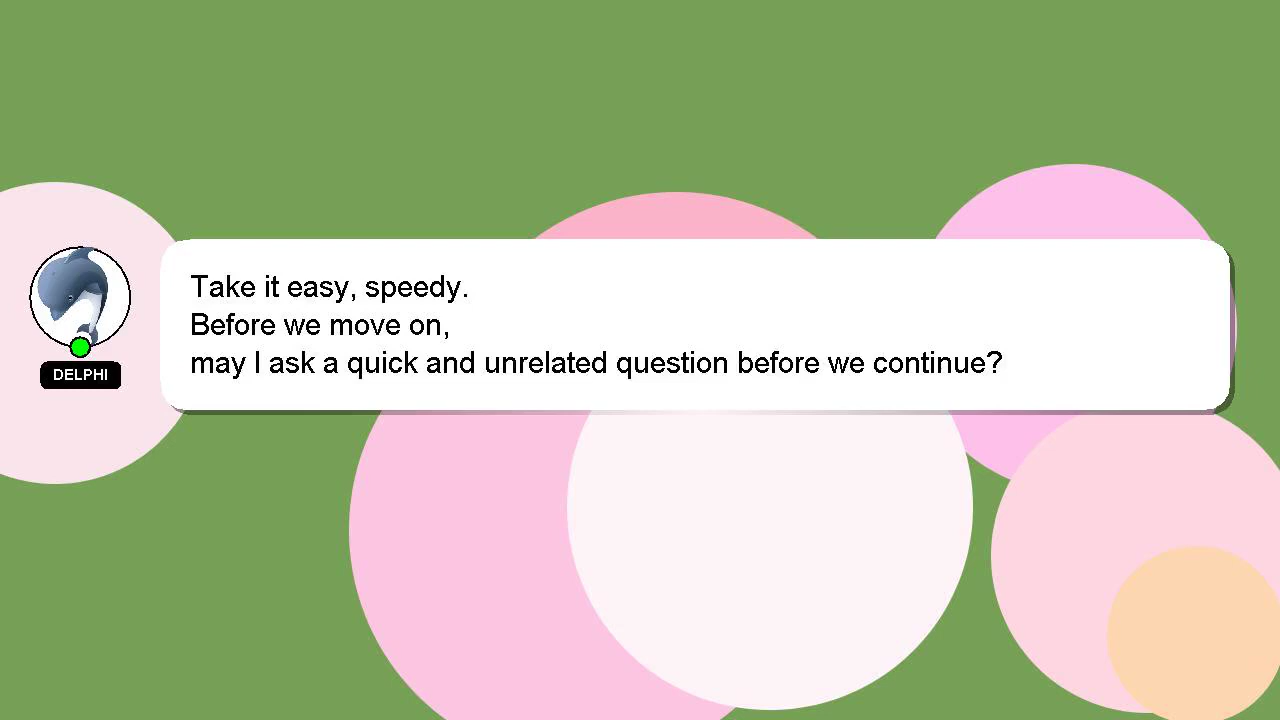 Take it easy, speedy.
Before we move on,
may I ask a quick and unrelated question before we continue?
DELPHI